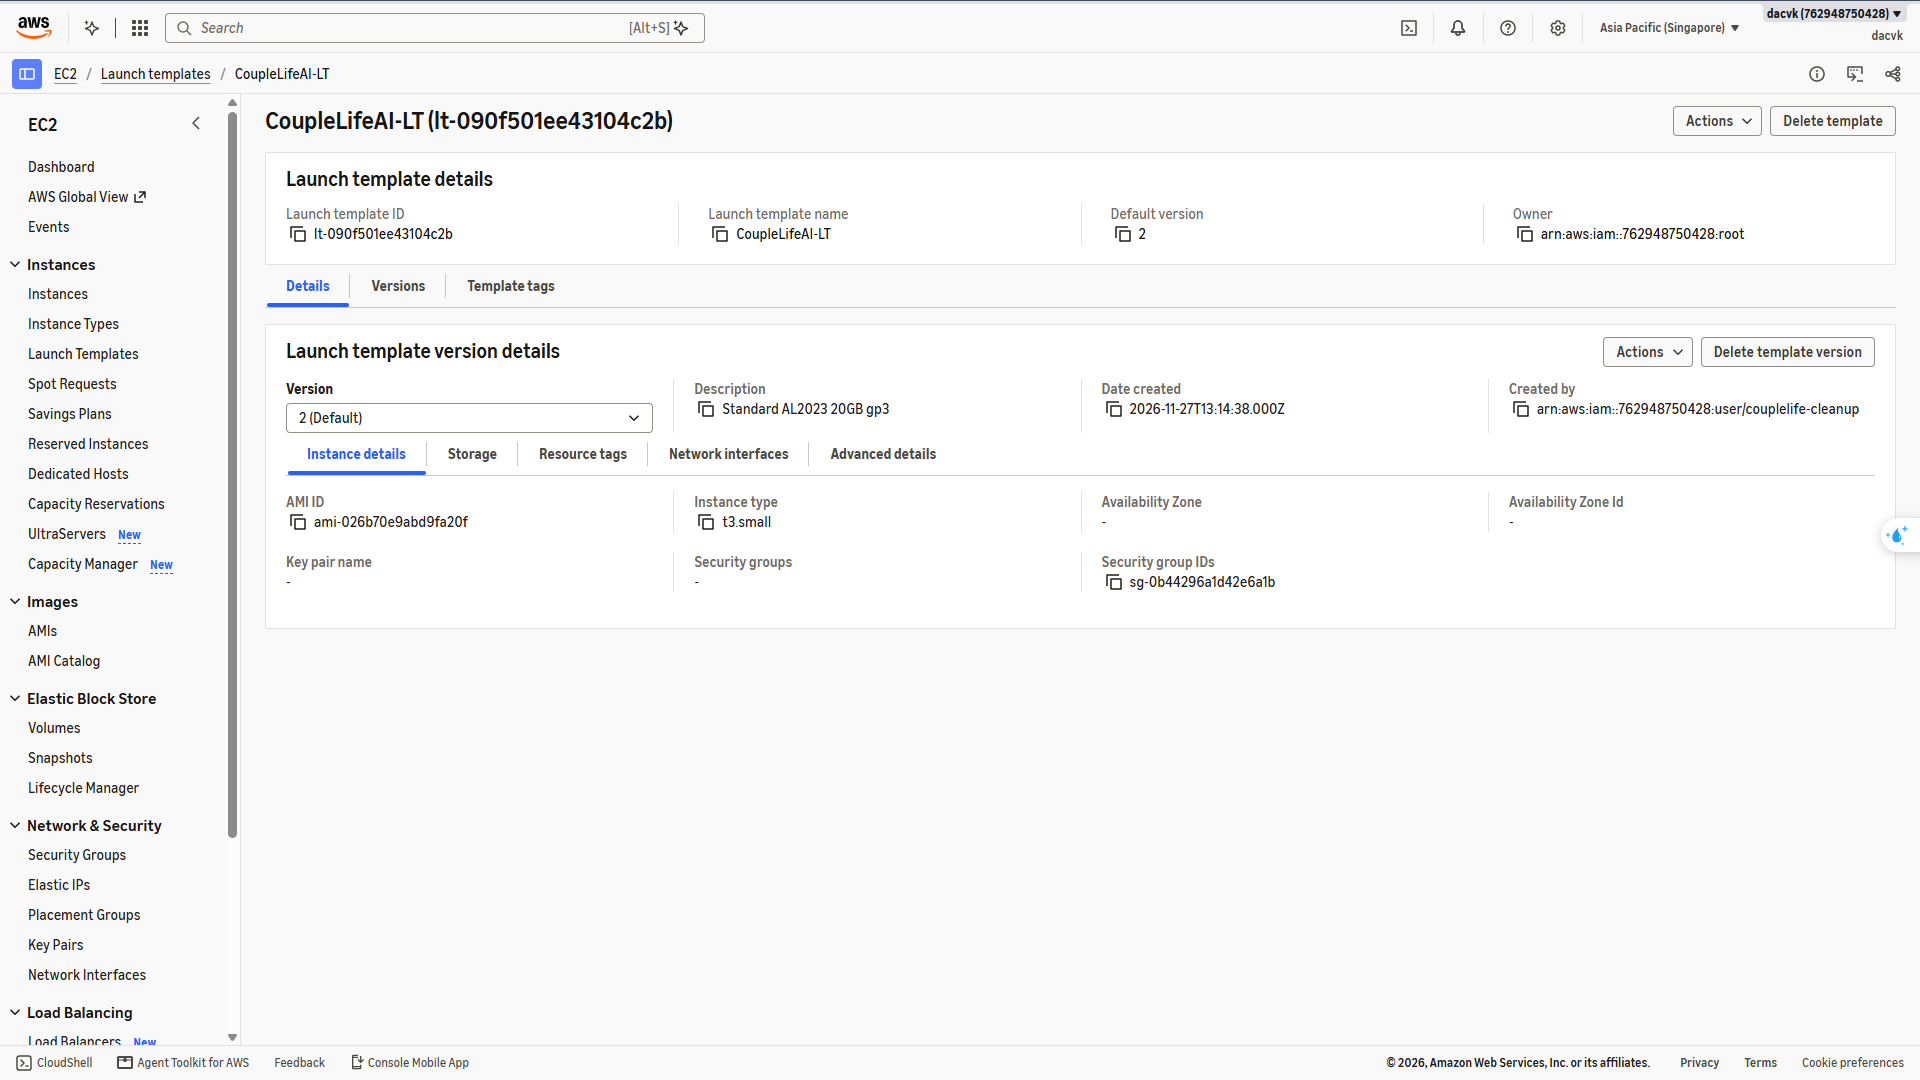 aws
Search [Alt+S]
Asia Pacific (Singapore)
dacvk (762948750428)
dacvk
EC2 / Launch templates / CoupleLifeAI-LT
EC2
Dashboard
AWS Global View
Events
Instances
Instances
Instance Types
Launch Templates
Spot Requests
Savings Plans
Reserved Instances
Dedicated Hosts
Capacity Reservations
UltraServers New
Capacity Manager New
Images
AMIs
AMI Catalog
Elastic Block Store
Volumes
Snapshots
Lifecycle Manager
Network & Security
Security Groups
Elastic IPs
Placement Groups
Key Pairs
Network Interfaces
Load Balancing
Load Balancers New
CoupleLifeAI-LT (lt-090f501ee43104c2b)
Actions
Delete template
Launch template details
Launch template ID
lt-090f501ee43104c2b
Launch template name
CoupleLifeAI-LT
Default version
2
Owner
arn:aws:iam::762948750428:root
Details
Versions
Template tags
Launch template version details
Actions
Delete template version
Version
2 (Default)
Description
Standard AL2023 20GB gp3
Date created
2026-11-27T13:14:38.000Z
Created by
arn:aws:iam::762948750428:user/couplelife-cleanup
Instance details
Storage
Resource tags
Network interfaces
Advanced details
AMI ID
ami-026b70e9abd9fa20f
Instance type
t3.small
Availability Zone
-
Availability Zone Id
-
Key pair name
-
Security groups
-
Security group IDs
sg-0b44296a1d42e6a1b
CloudShell
Agent Toolkit for AWS
Feedback
Console Mobile App
© 2026, Amazon Web Services, Inc. or its affiliates.
Privacy
Terms
Cookie preferences